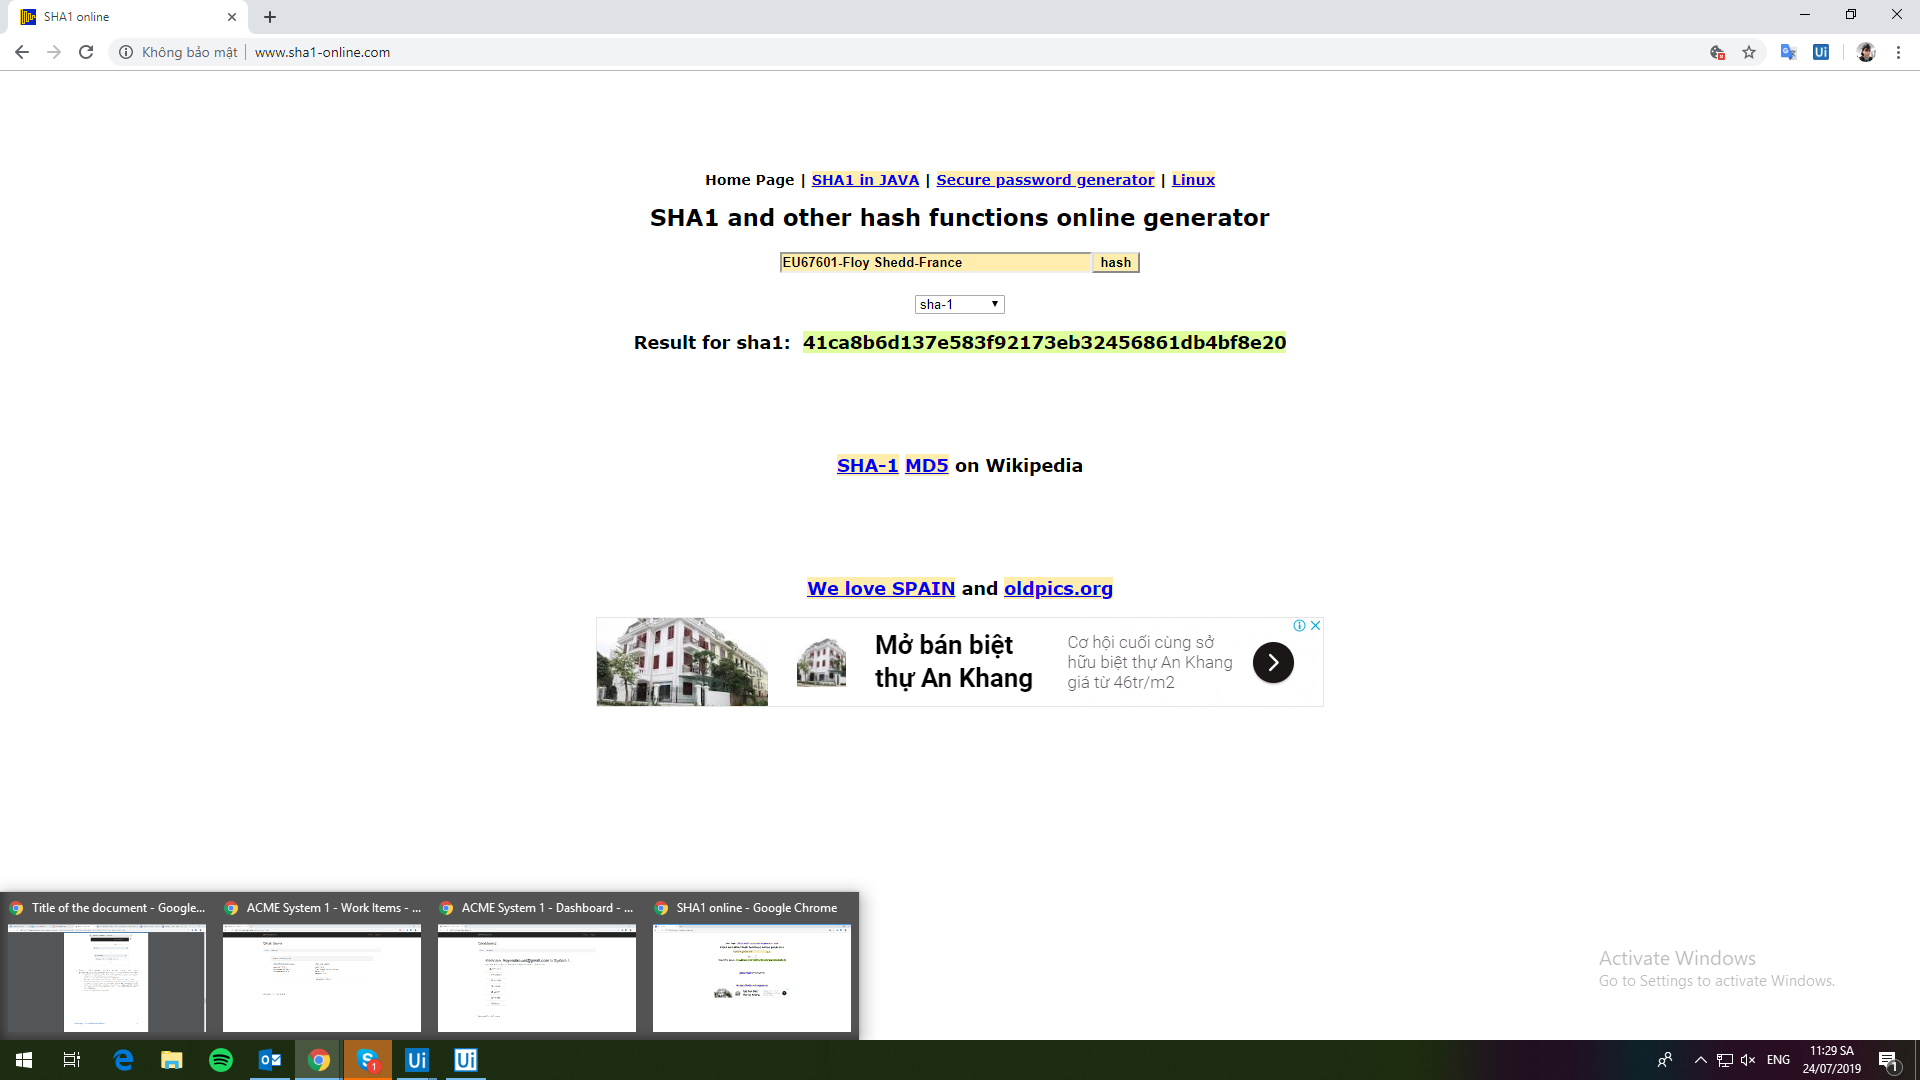 SHA1 online
Không bảo mật
www.sha1-online.com
Ui
Home Page | SHA1 in JAVA | Secure password generator | Linux
SHA1 and other hash functions online generator
EU67601-Floy Shedd-France
hash
sha-1
Result for sha1: 41ca8b6d137e583f92173eb32456861db4bf8e20
SHA-1 MD5 on Wikipedia
We love SPAIN and oldpics.org
Mở bán biệt
thự An Khang
Cơ hội cuối cùng sở
hữu biệt thự An Khang
giá từ 46tr/m2
Activate Windows
Go to Settings to activate Windows.
Title of the document - Google...
ACME System 1 - Work Items - ...
ACME System 1 - Dashboard - ...
SHA1 online - Google Chrome
1
Ui
Ui
ENG
11:29 SA
24/07/2019
1